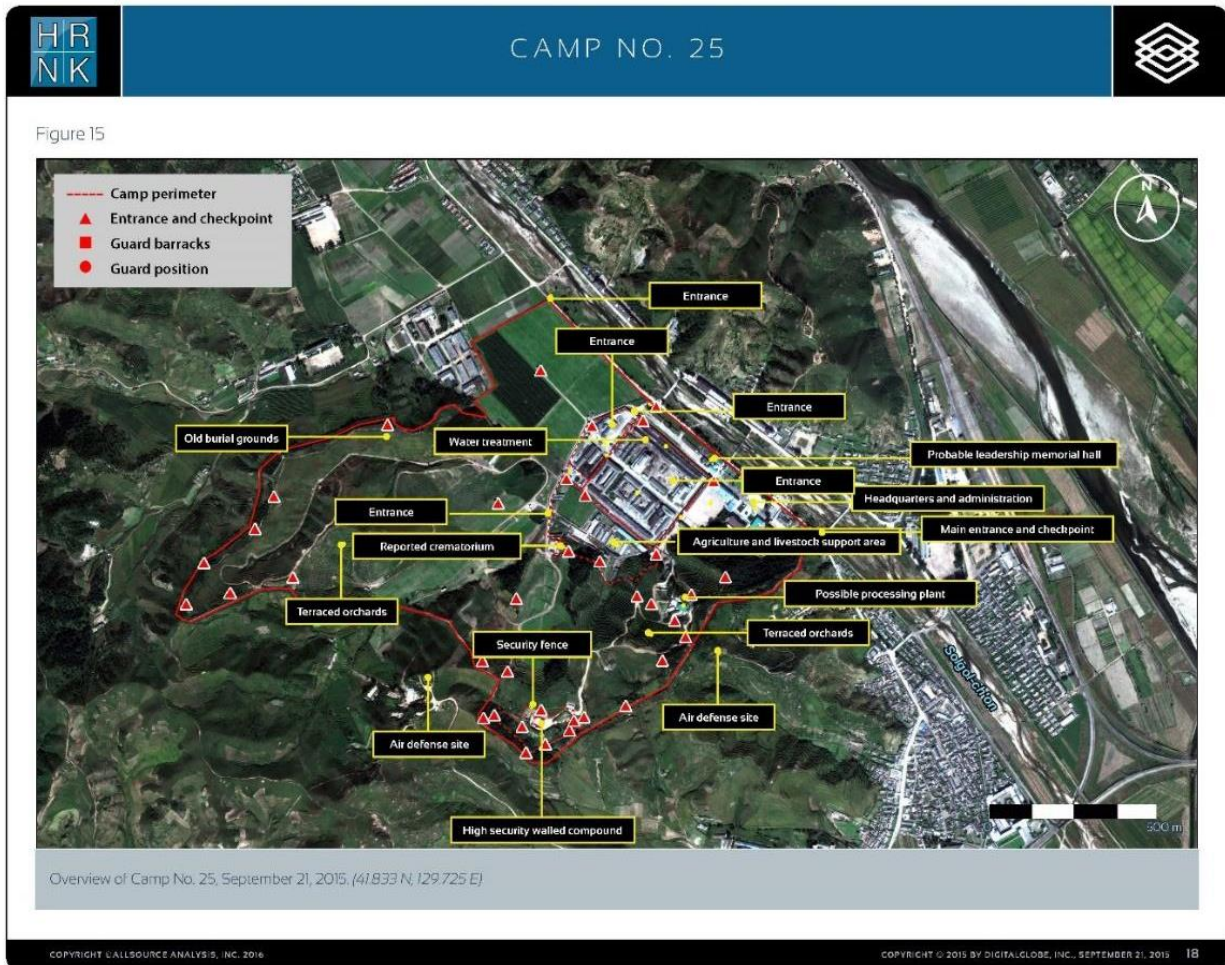 HR
NK
CAMP NO. 25
Figure 15
Camp perimeter
Entrance and checkpoint
Guard barracks
Guard position
N
Entrance
Entrance
Entrance
Old burial grounds
Water treatment
Probable leadership memorial hall
Entrance
Headquarters and administration
Entrance
Main entrance and checkpoint
Reported crematorium
Agriculture and livestock support area
Possible processing plant
Terraced orchards
Terraced orchards
Security fence
Air defense site
Air defense site
High security walled compound
500 m
Overview of Camp No. 25, September 21, 2015. (41.833 N, 129.725 E)
COPYRIGHT ©ALLSOURCE ANALYSIS, INC. 2016
COPYRIGHT © 2015 BY DIGITALGLOBE, INC., SEPTEMBER 21, 2015 18